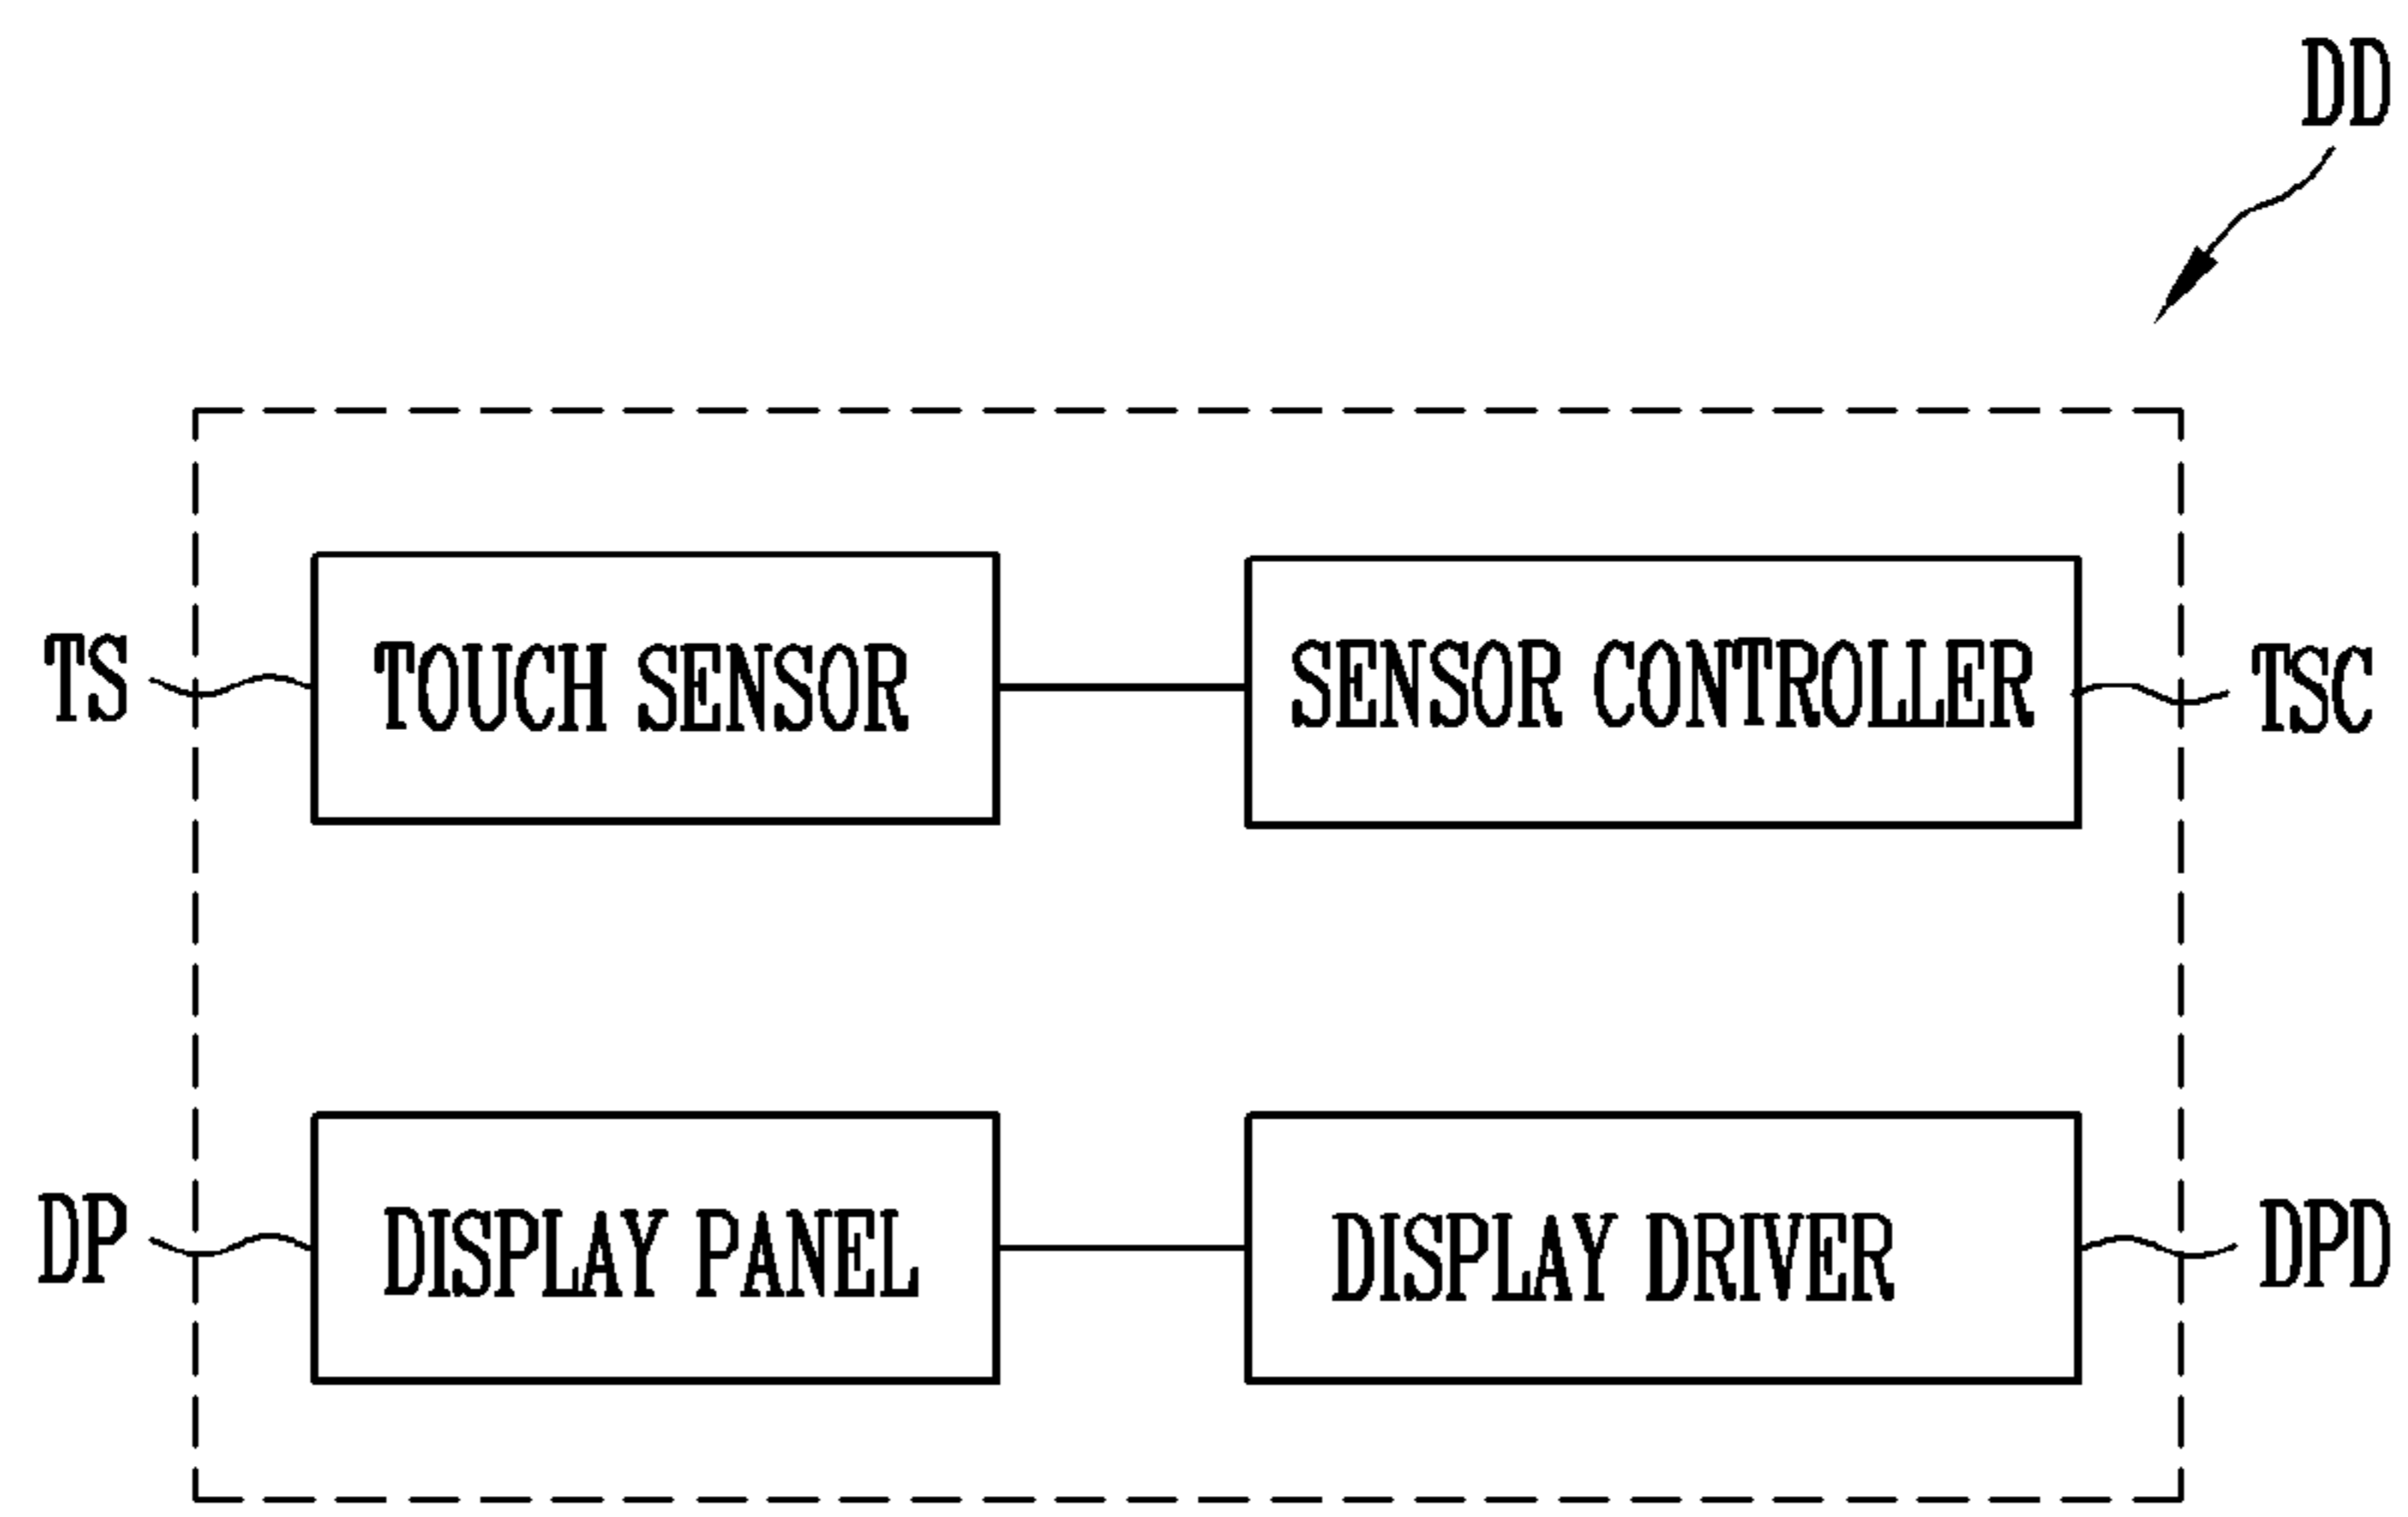 DD
TS
TOUCH SENSOR
SENSOR CONTROLLER
TSC
DP
DISPLAY PANEL
DISPLAY DRIVER
DPD